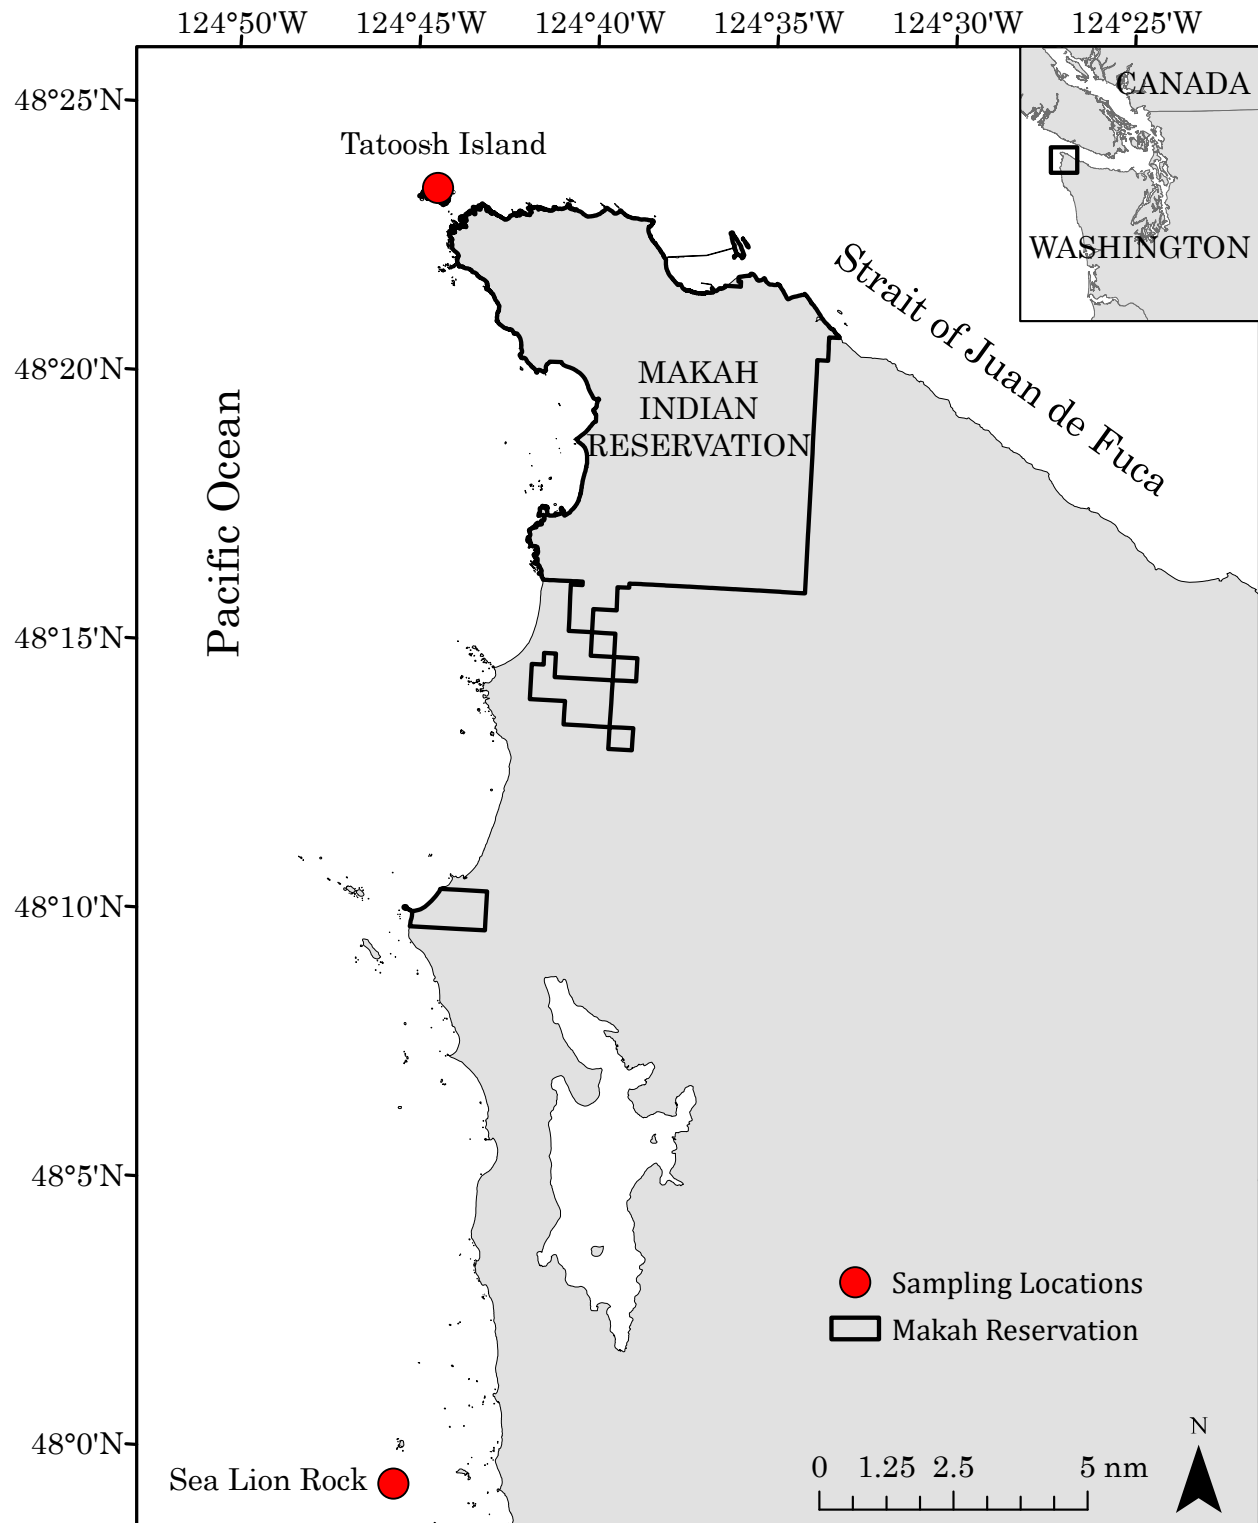 124°50'W 124°45'W 124°40'W 124°35'W 124°30'W 124°25'W
48°25'N
CANADA
Tatoosh Island
WASHINGTON
Strait of Juan de Fuca
48°20'N
MAKAH
INDIAN
RESERVATION
Pacific Ocean
48°15'N
48°10'N
48°5'N
Sampling Locations
Makah Reservation
48°0'N
N
0 1.25 2.5 5 nm
Sea Lion Rock